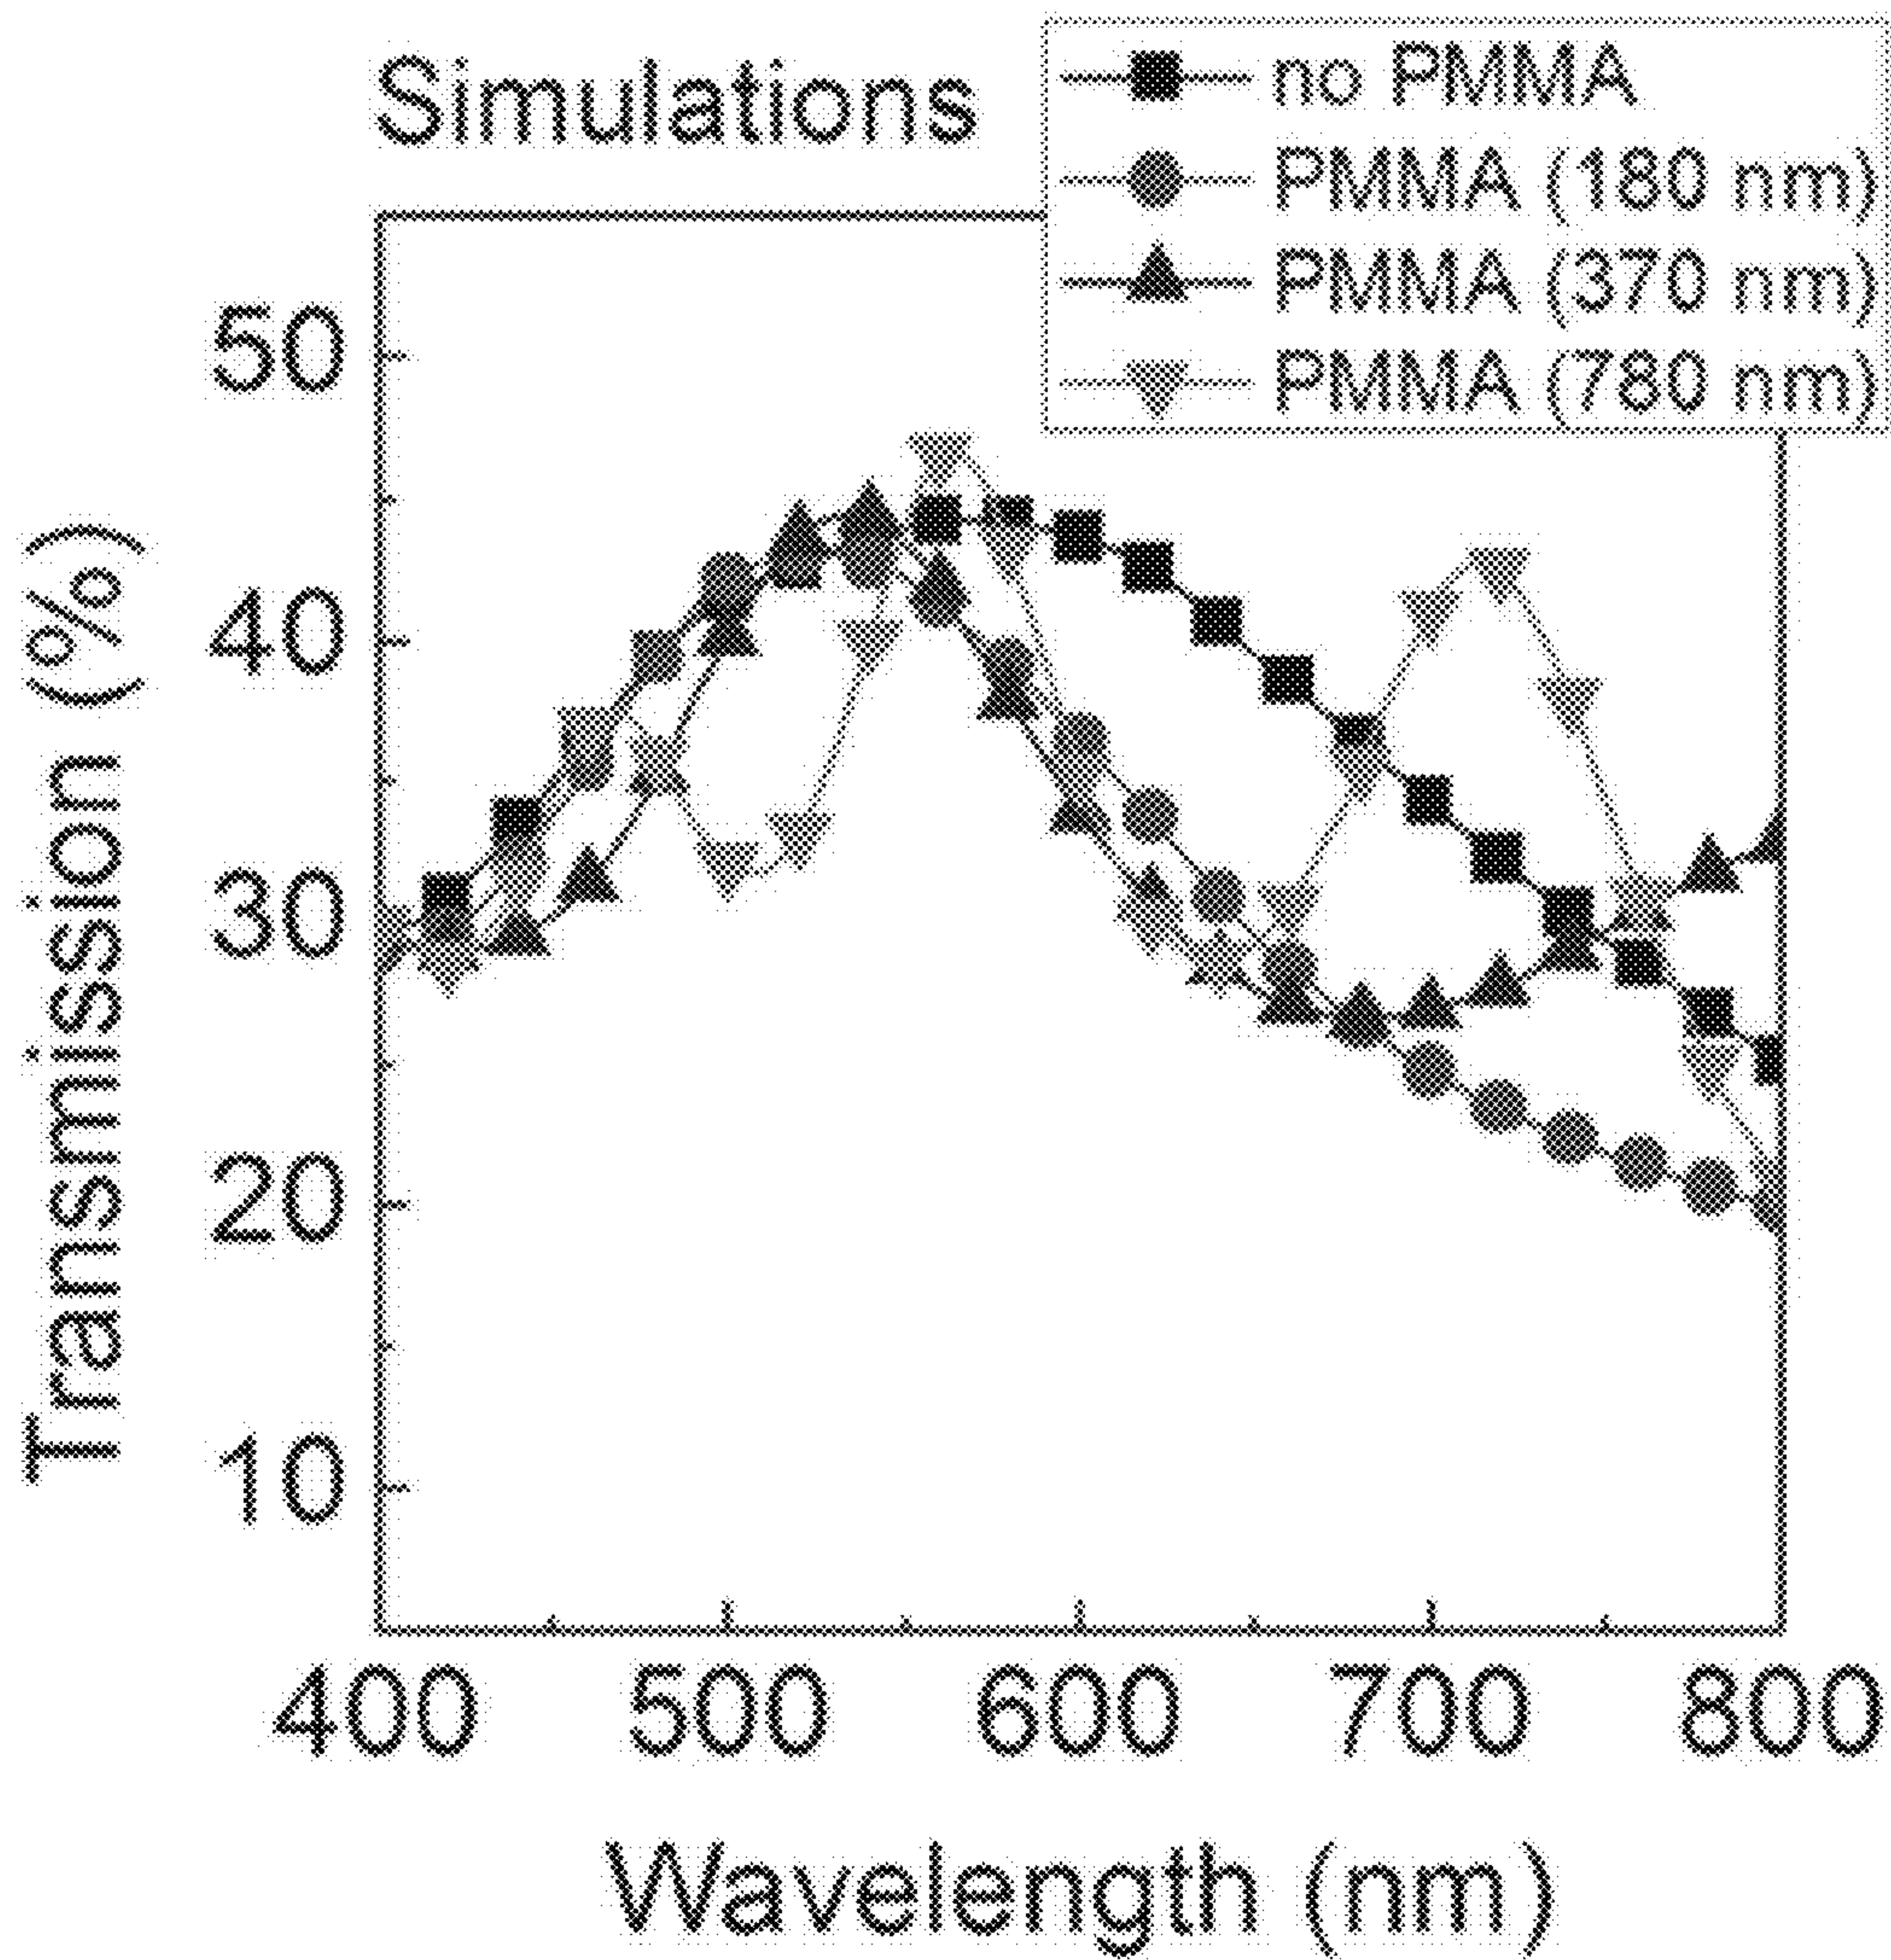 Simulations
no PMMA
PMMA (180 nm)
PMMA (370 nm)
PMMA (780 nm)
Transmission (%)
50
40
30
20
10
400 500 600 700 800
Wavelength (nm)